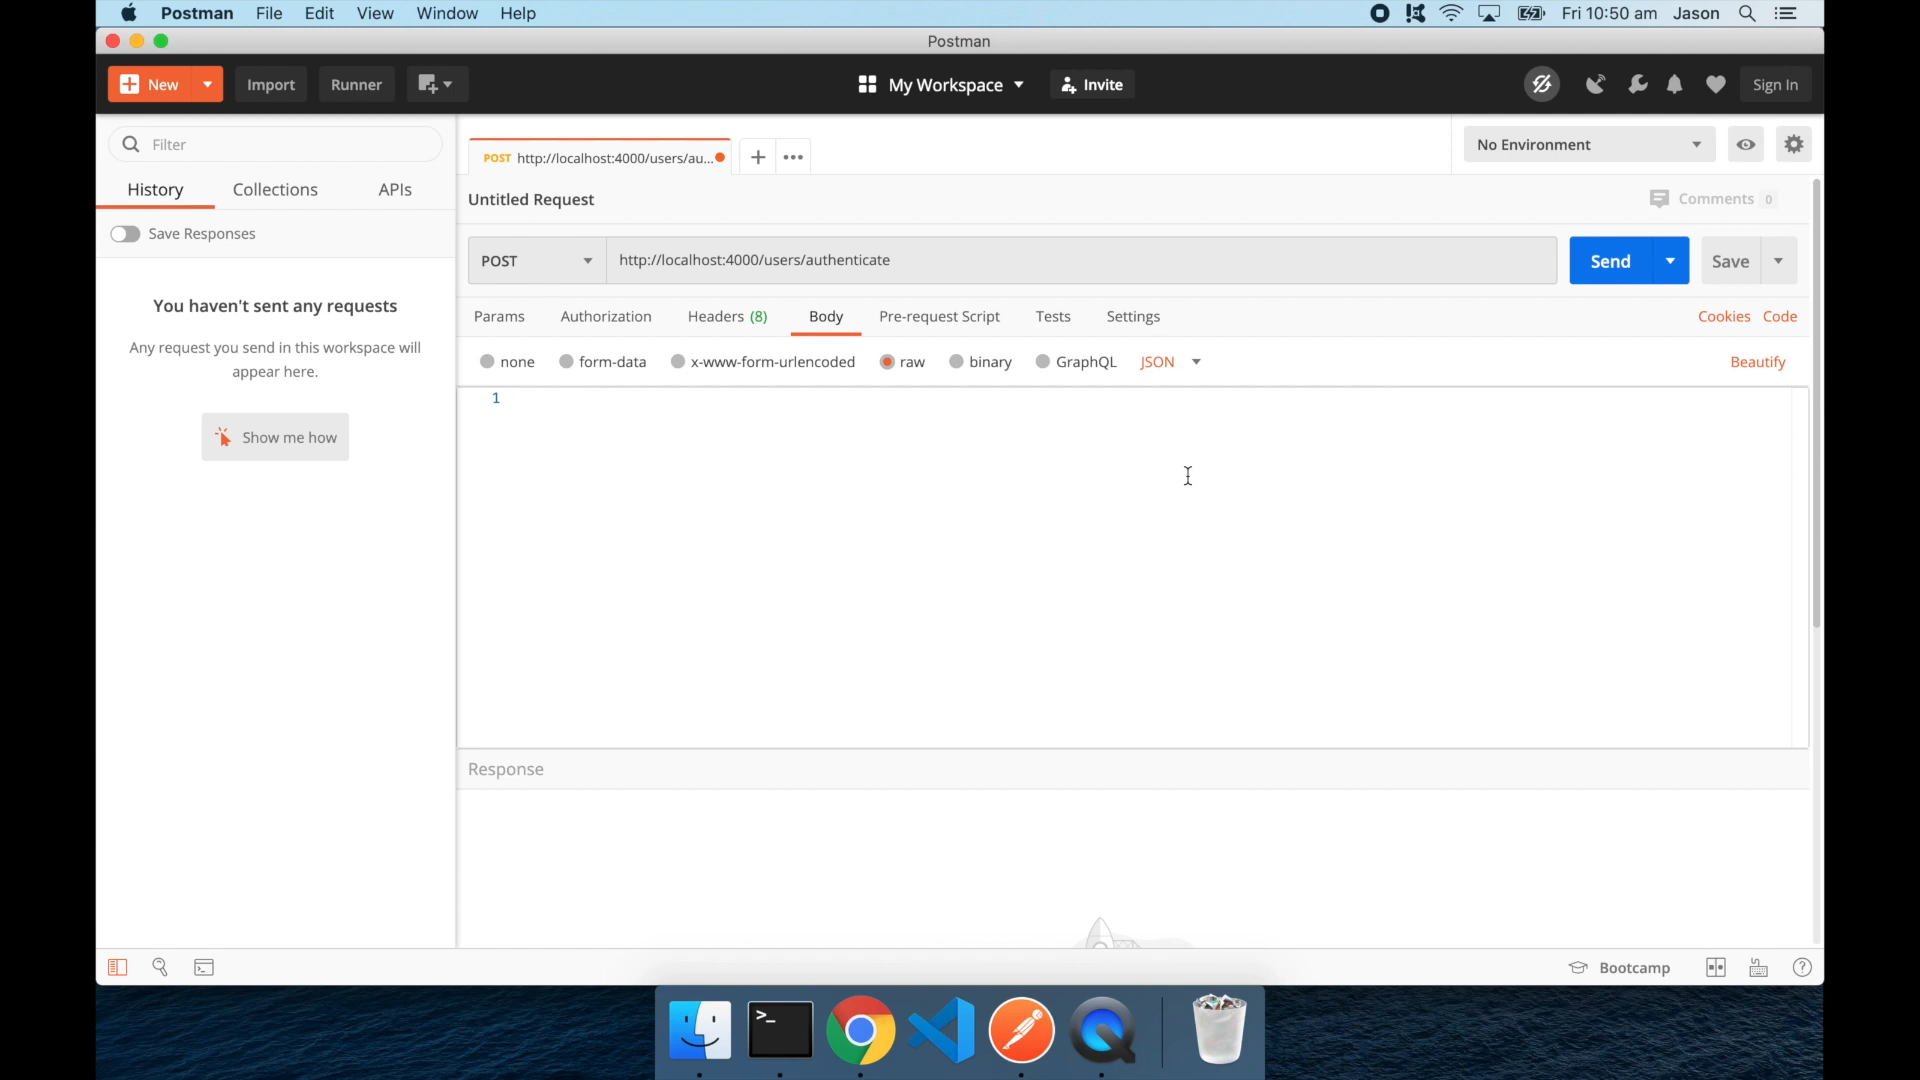 Postman File Edit View Window Help Fri 10:50 am Jason
Postman
New Import Runner My Workspace Invite Sign In
Filter
POST http://localhost:4000/users/au... No Environment
History Collections APIs
Untitled Request Comments 0
Save Responses
POST http://localhost:4000/users/authenticate Send Save
You haven't sent any requests
Any request you send in this workspace will
appear here.
Show me how
Params Authorization Headers (8) Body Pre-request Script Tests Settings Cookies Code
none form-data x-www-form-urlencoded raw binary GraphQL JSON Beautify
1
Response
Bootcamp